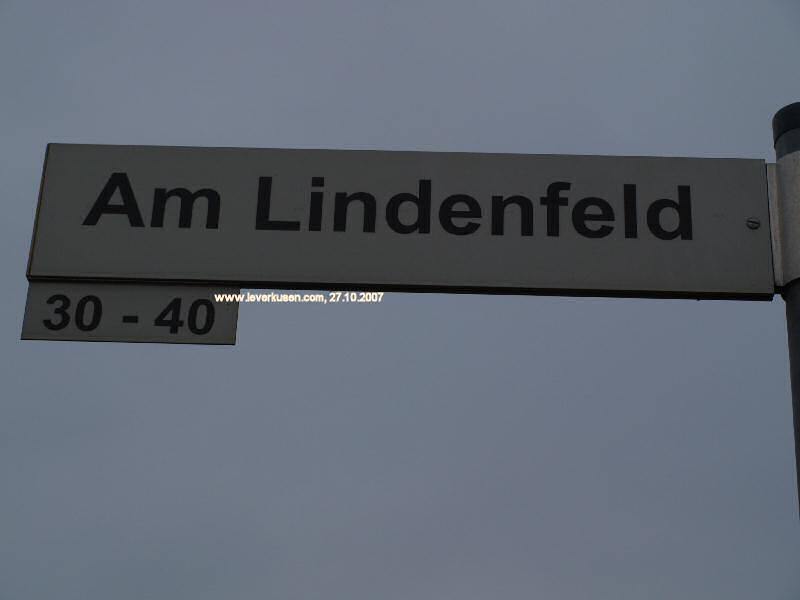 Am Lindenfeld
30 - 40
www.leverkusen.com, 27.10.2007